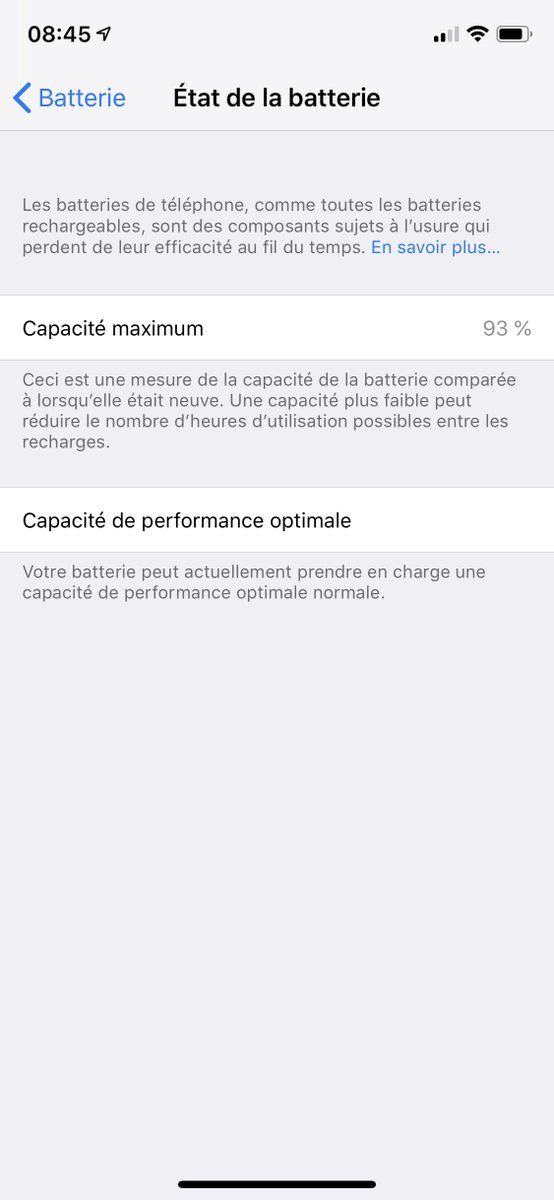 08:45
Batterie
État de la batterie
Les batteries de téléphone, comme toutes les batteries
rechargeables, sont des composants sujets à l’usure qui
perdent de leur efficacité au fil du temps. En savoir plus...
Capacité maximum
93 %
Ceci est une mesure de la capacité de la batterie comparée
à lorsqu’elle était neuve. Une capacité plus faible peut
réduire le nombre d’heures d’utilisation possibles entre les
recharges.
Capacité de performance optimale
Votre batterie peut actuellement prendre en charge une
capacité de performance optimale normale.